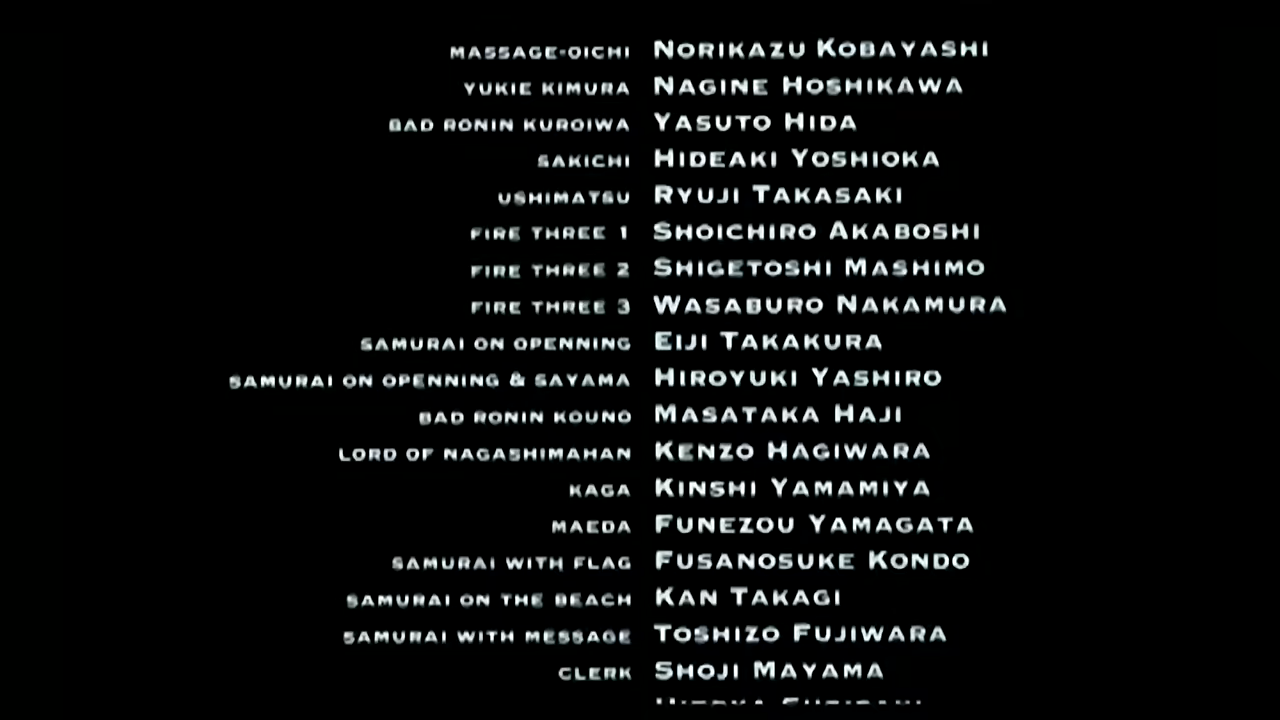 MASSAGE-OICHI NORIKAZU KOBAYASHI
YUKIE KIMURA NAGINE HOSHIKAWA
BAD RONIN KUROIWA YASUTO HIDA
SAKICHI HIDEAKI YOSHIOKA
USHIMATSU RYUJI TAKASAKI
FIRE THREE 1 SHOICHIRO AKABOSHI
FIRE THREE 2 SHIGETOSHI MASHIMO
FIRE THREE 3 WASABURO NAKAMURA
SAMURAI ON OPENNING EIJI TAKAKURA
SAMURAI ON OPENNING & SAYAMA HIROYUKI YASHIRO
BAD RONIN KOUNO MASATAKA HAJI
LORD OF NAGASHIMAHAN KENZO HAGIWARA
KAGA KINSHI YAMAMIYA
MAEDA FUNEZOU YAMAGATA
SAMURAI WITH FLAG FUSANOSUKE KONDO
SAMURAI ON THE BEACH KAN TAKAGI
SAMURAI WITH MESSAGE TOSHIZO FUJIWARA
CLERK SHOJI MAYAMA